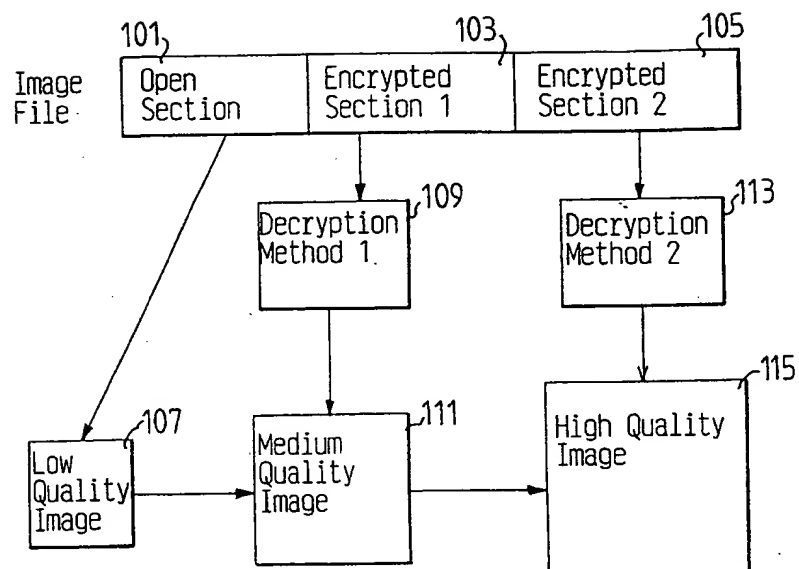 101
103
105
Image
File
Open
Section
Encrypted
Section 1
Encrypted
Section 2
109
113
Decryption
Method 1.
Decryption
Method 2
107
111
115
Low
Quality
Image
Medium
Quality
Image
High Quality
Image